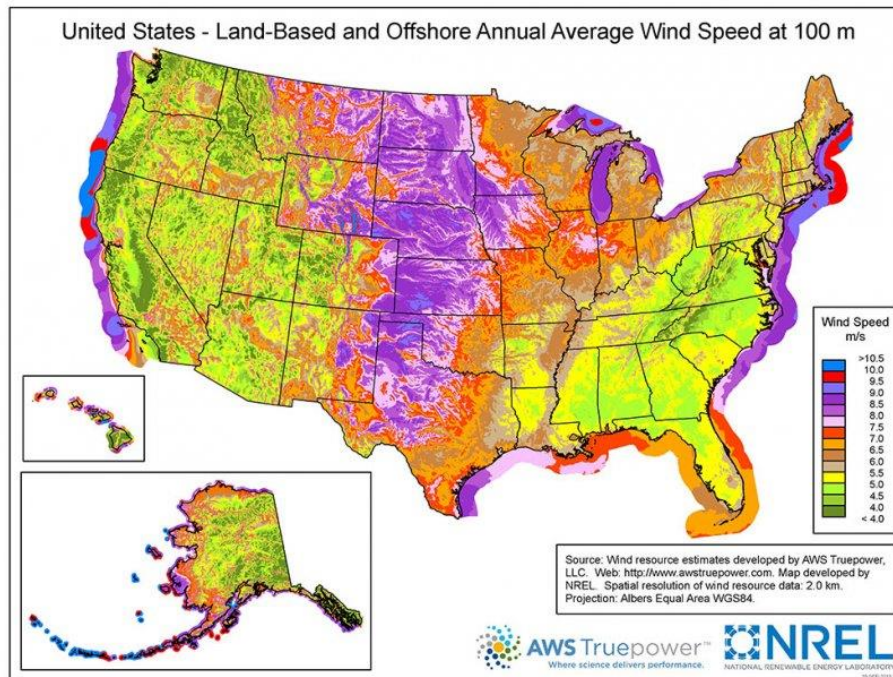 United States - Land-Based and Offshore Annual Average Wind Speed at 100 m
Wind Speed
m/s
>10.5
10.0
9.5
9.0
8.5
8.0
7.5
7.0
6.5
6.0
5.5
5.0
4.5
4.0
< 4.0
Source: Wind resource estimates developed by AWS Truepower,
LLC. Web: http://www.awstruepower.com. Map developed by
NREL. Spatial resolution of wind resource data: 2.0 km.
Projection: Albers Equal Area WGS84.
AWS Truepower™
Where science delivers performance.
NREL
NATIONAL RENEWABLE ENERGY LABORATORY